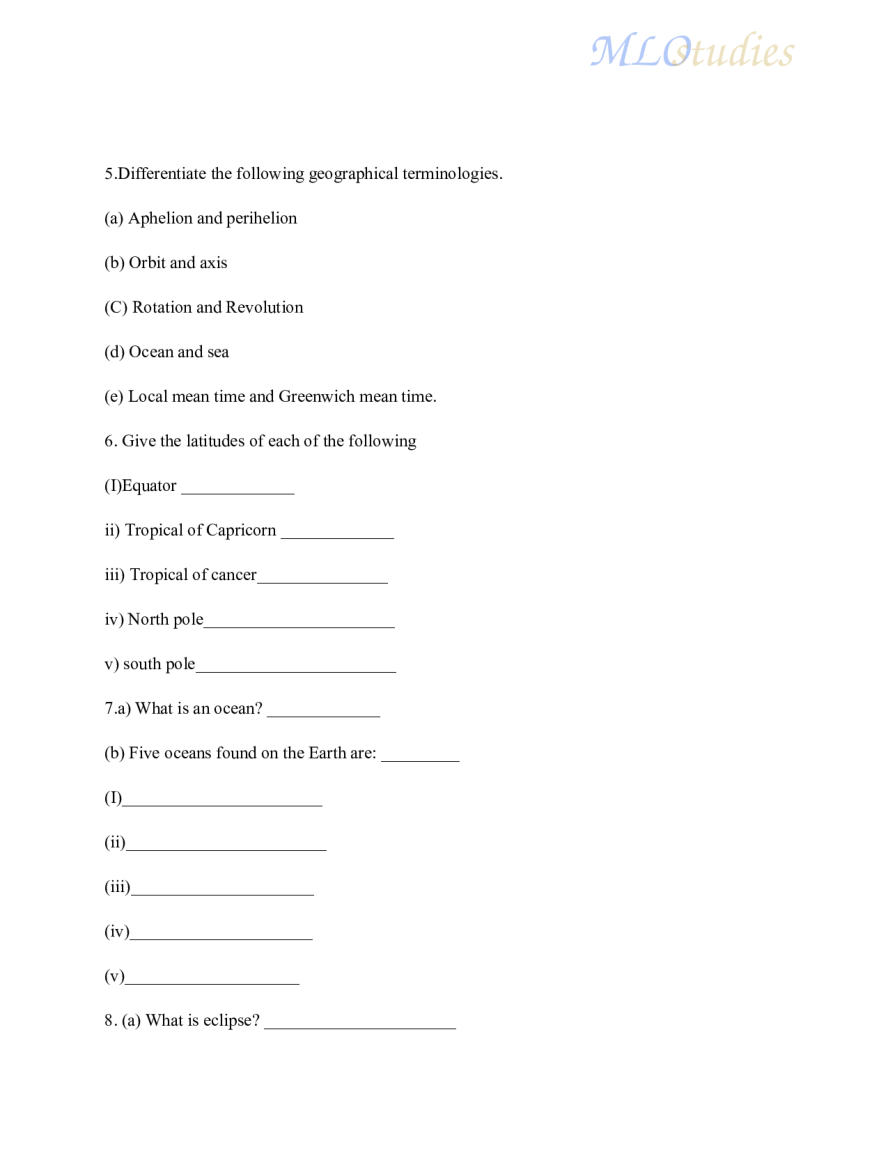 MLOstudies
5.Differentiate the following geographical terminologies.
(a) Aphelion and perihelion
(b) Orbit and axis
(C) Rotation and Revolution
(d) Ocean and sea
(e) Local mean time and Greenwich mean time.
6. Give the latitudes of each of the following
(I)Equator _____________
ii) Tropical of Capricorn _____________
iii) Tropical of cancer_______________
iv) North pole______________________
v) south pole_______________________
7.a) What is an ocean? _____________
(b) Five oceans found on the Earth are: _________
(I)_______________________
(ii)_______________________
(iii)_____________________
(iv)_____________________
(v)____________________
8. (a) What is eclipse? ______________________